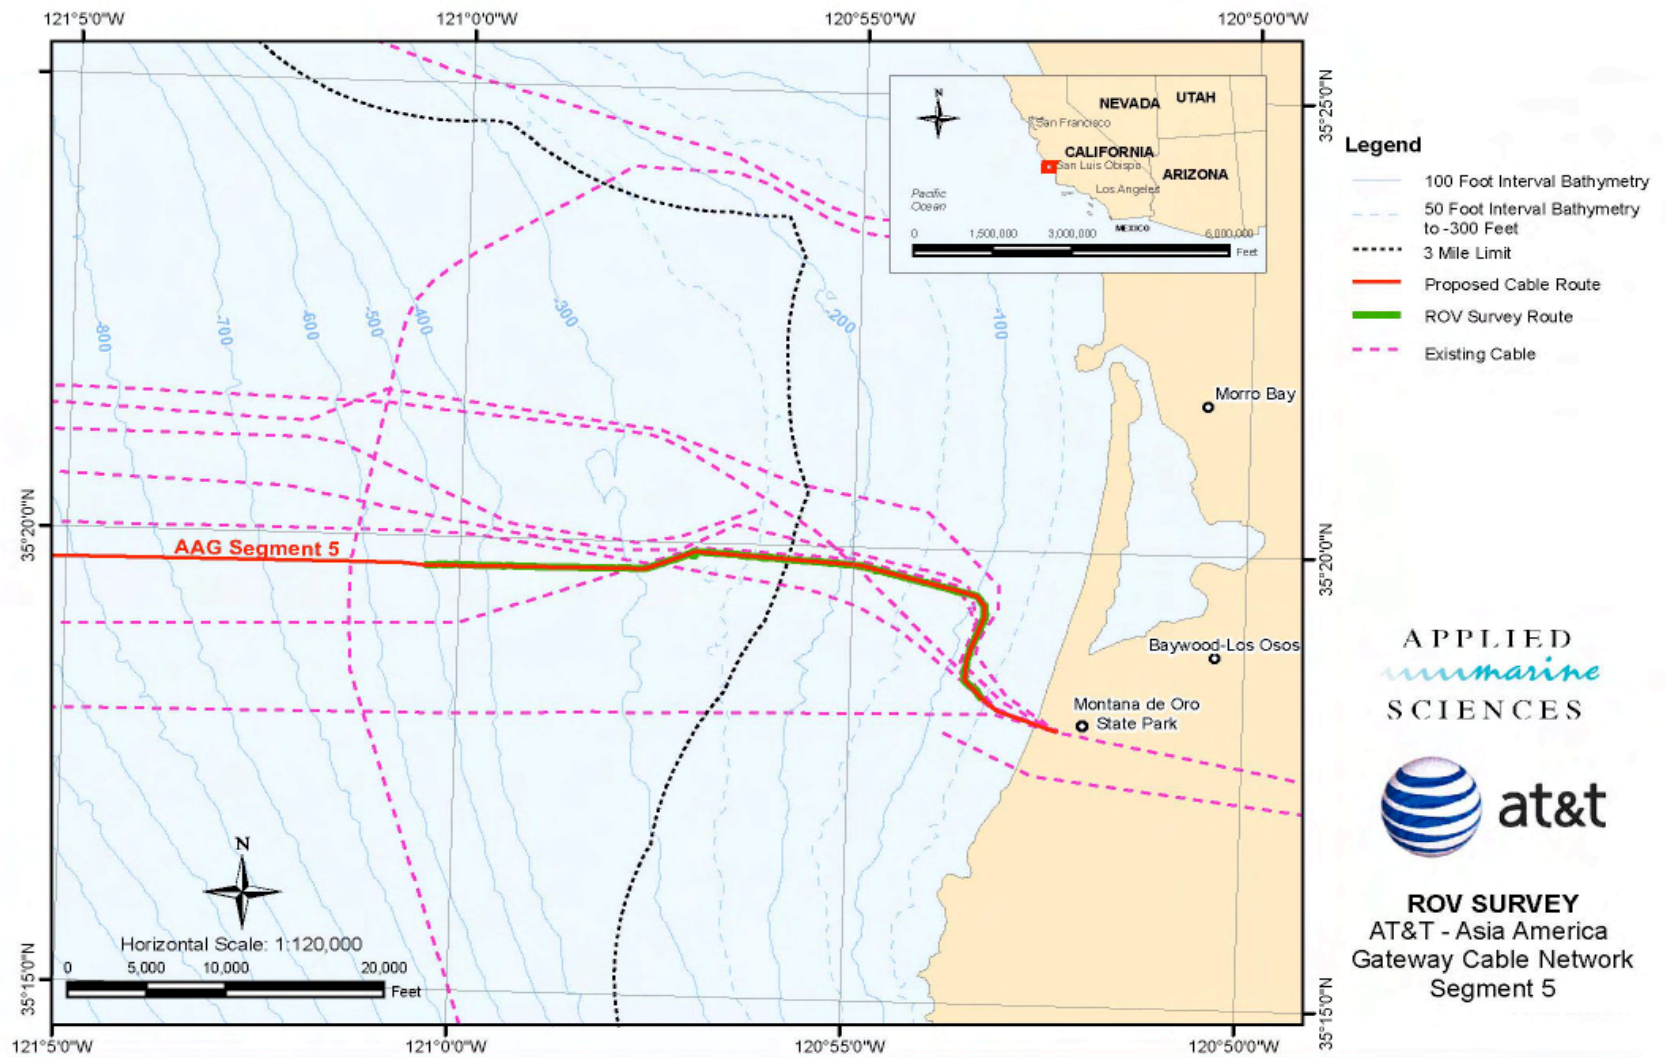 121°5'0"W
121°0'0"W
120°55'0"W
120°50'0"W
35°25'0"N
N
NEVADA
UTAH
San Francisco
CALIFORNIA
San Luis Obispo
ARIZONA
Los Angeles
Pacific
Ocean
MEXICO
0
1,500,000
3,000,000
6,000,000
Feet
Legend
100 Foot Interval Bathymetry
50 Foot Interval Bathymetry
to -300 Feet
3 Mile Limit
Proposed Cable Route
ROV Survey Route
Existing Cable
-800
-700
-600
-500
-400
-300
-200
-100
Morro Bay
35°20'0"N
35°20'0"N
AAG Segment 5
Baywood-Los Osos
Montana de Oro
State Park
APPLIED
marine
SCIENCES
at&t
N
Horizontal Scale: 1:120,000
0
5,000
10,000
20,000
Feet
ROV SURVEY
AT&T - Asia America
Gateway Cable Network
Segment 5
35°15'0"N
35°15'0"N
121°5'0"W
121°0'0"W
120°55'0"W
120°50'0"W